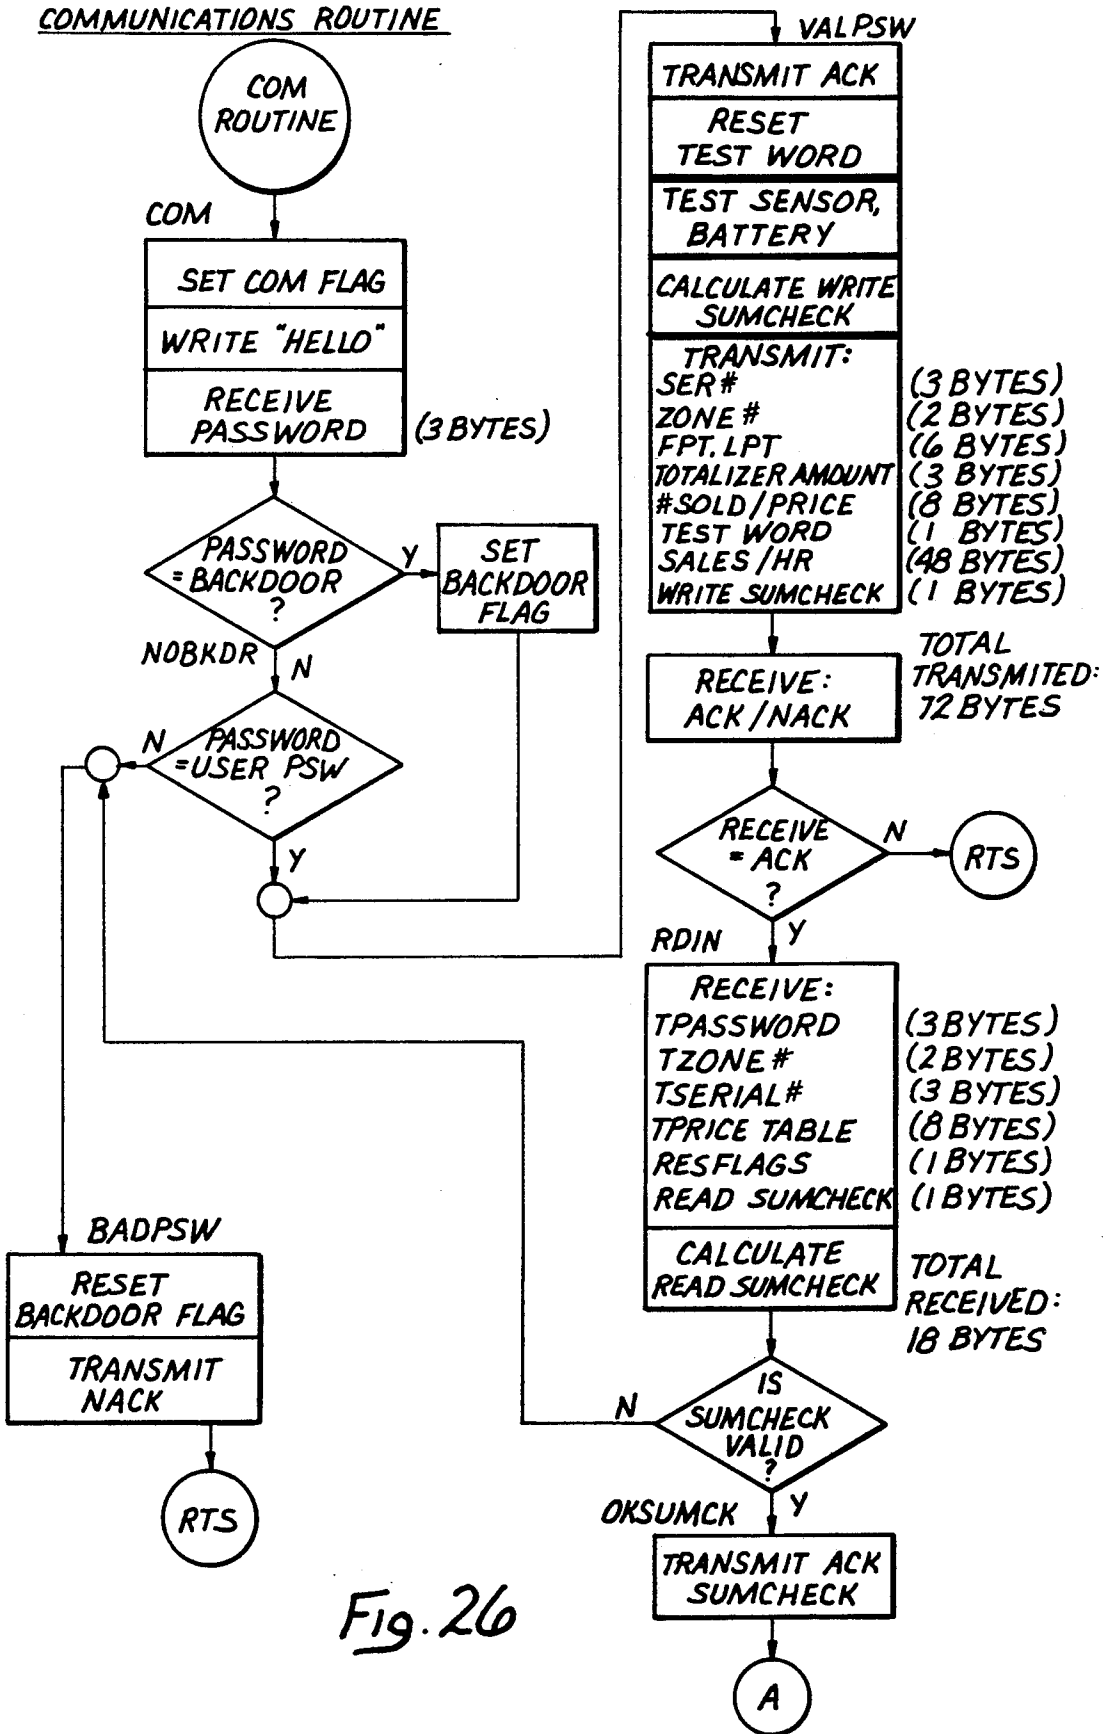 COMMUNICATIONS ROUTINE
COM
ROUTINE
COM
SET COM FLAG
WRITE "HELLO"
RECEIVE
PASSWORD
(3 BYTES)
PASSWORD
=BACKDOOR
?
Y
SET
BACKDOOR
FLAG
NOBKDR
N
PASSWORD
=USER PSW
?
N
Y
BADPSW
RESET
BACKDOOR FLAG
TRANSMIT
NACK
RTS
VALPSW
TRANSMIT ACK
RESET
TEST WORD
TEST SENSOR,
BATTERY
CALCULATE WRITE
SUMCHECK
TRANSMIT:
SER# (3 BYTES)
ZONE # (2 BYTES)
FPT. LPT (6 BYTES)
TOTALIZER AMOUNT (3 BYTES)
#SOLD/PRICE (8 BYTES)
TEST WORD (1 BYTES)
SALES/HR (48 BYTES)
WRITE SUMCHECK (1 BYTES)
TOTAL
TRANSMITED:
72 BYTES
RECEIVE:
ACK/NACK
RECEIVE
= ACK
?
N
RTS
Y
RDIN
RECEIVE:
TPASSWORD (3 BYTES)
TZONE # (2 BYTES)
TSERIAL# (3 BYTES)
TPRICE TABLE (8 BYTES)
RESFLAGS (1 BYTES)
READ SUMCHECK (1 BYTES)
CALCULATE
READ SUMCHECK
TOTAL
RECEIVED:
18 BYTES
IS
SUMCHECK
VALID
?
N
Y
OKSUMCK
TRANSMIT ACK
SUMCHECK
A
Fig. 26